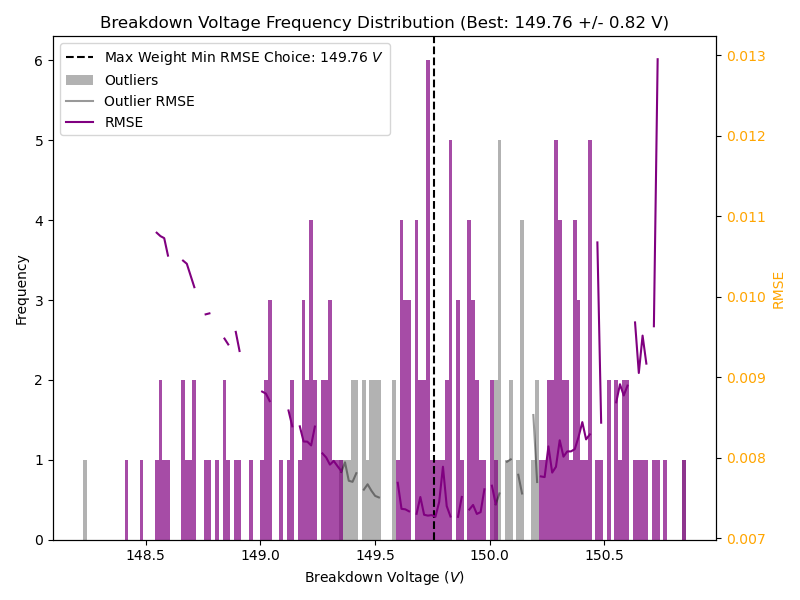 Breakdown Voltage Frequency Distribution (Best: 149.76 +/- 0.82 V)
Max Weight Min RMSE Choice: 149.76 V
Outliers
Outlier RMSE
RMSE
Frequency
6
5
4
3
2
1
0
0.013
0.012
0.011
0.010
0.009
0.008
0.007
RMSE
148.5 149.0 149.5 150.0 150.5
Breakdown Voltage (V)